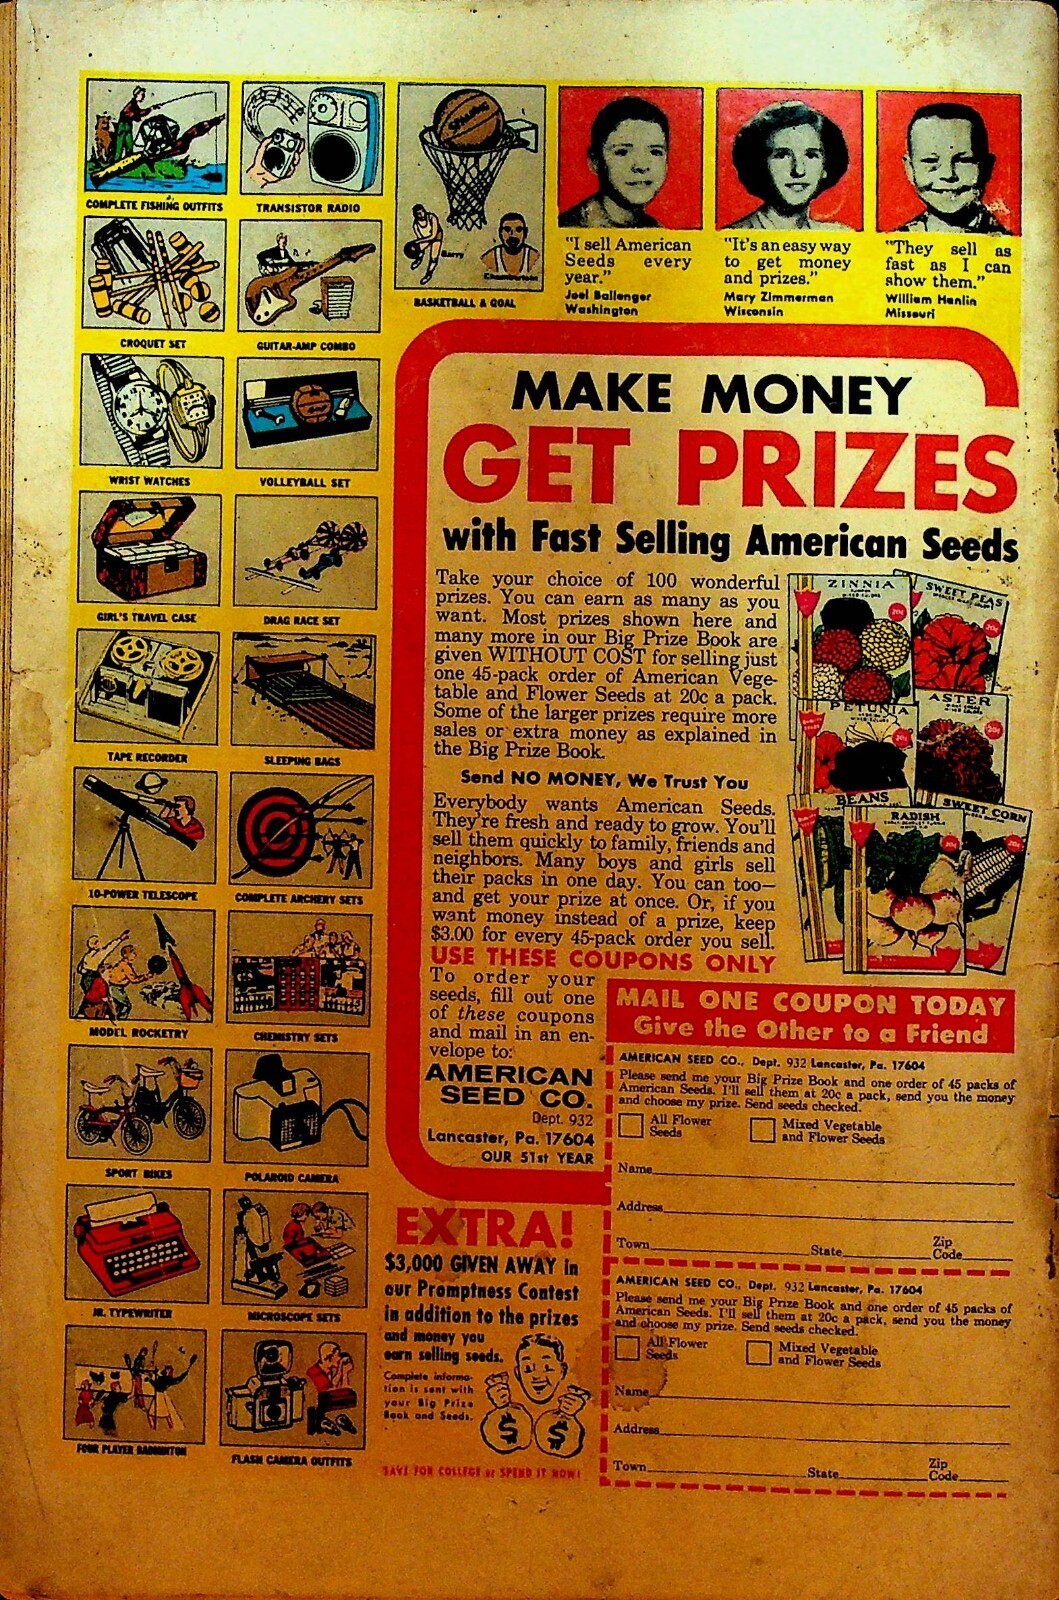 COMPLETE FISHING OUTFITS
TRANSISTOR RADIO
CROQUET SET
GUITAR-AMP COMBO
WRIST WATCHES
VOLLEYBALL SET
GIRL'S TRAVEL CASE
DRAG RACE SET
TAPE RECORDER
SLEEPING BAGS
10-POWER TELESCOPE
COMPLETE ARCHERY SETS
MODEL ROCKETRY
CHEMISTRY SETS
SPORT BIKES
POLAROID CAMERA
JR. TYPEWRITER
MICROSCOPE SETS
FOUR PLAYER BADMINTON
FLASH CAMERA OUTFITS
Spalding
Barry
Chamberlain
BASKETBALL & GOAL
"I sell American
Seeds every
year."
Joel Ballenger
Washington
"It's an easy way
to get money
and prizes."
Mary Zimmerman
Wisconsin
"They sell as
fast as I can
show them."
William Henlin
Missouri
MAKE MONEY
GET PRIZES
with Fast Selling American Seeds
Take your choice of 100 wonderful
prizes. You can earn as many as you
want. Most prizes shown here and
many more in our Big Prize Book are
given WITHOUT COST for selling just
one 45-pack order of American Vege-
table and Flower Seeds at 20c a pack.
Some of the larger prizes require more
sales or extra money as explained in
the Big Prize Book.
Send NO MONEY, We Trust You
Everybody wants American Seeds.
They're fresh and ready to grow. You'll
sell them quickly to family, friends and
neighbors. Many boys and girls sell
their packs in one day. You can too—
and get your prize at once. Or, if you
want money instead of a prize, keep
$3.00 for every 45-pack order you sell.
USE THESE COUPONS ONLY
To order your
seeds, fill out one
of these coupons
and mail in an en-
velope to:
AMERICAN
SEED CO.
Dept. 932
Lancaster, Pa. 17604
OUR 51st YEAR
ZINNIA
20¢
SWEET PEAS
20¢
PETUNIA
20¢
ASTER
20¢
BEANS
RADISH
20¢
SWEET CORN
20¢
MAIL ONE COUPON TODAY
Give the Other to a Friend
AMERICAN SEED CO., Dept. 932 Lancaster, Pa. 17604
Please send me your Big Prize Book and one order of 45 packs of
American Seeds. I'll sell them at 20c a pack, send you the money
and choose my prize. Send seeds checked.
All Flower
Seeds
Mixed Vegetable
and Flower Seeds
Name
Address
Town State Zip
Code
AMERICAN SEED CO., Dept. 932 Lancaster, Pa. 17604
Please send me your Big Prize Book and one order of 45 packs of
American Seeds. I'll sell them at 20c a pack, send you the money
and choose my prize. Send seeds checked.
All Flower
Seeds
Mixed Vegetable
and Flower Seeds
Name
Address
Town State Zip
Code
EXTRA!
$3,000 GIVEN AWAY in
our Promptness Contest
in addition to the prizes
and money you
earn selling seeds.
Complete informa-
tion is sent with
your Big Prize
Book and Seeds.
$ $
SAVE FOR COLLEGE or SPEND IT NOW!